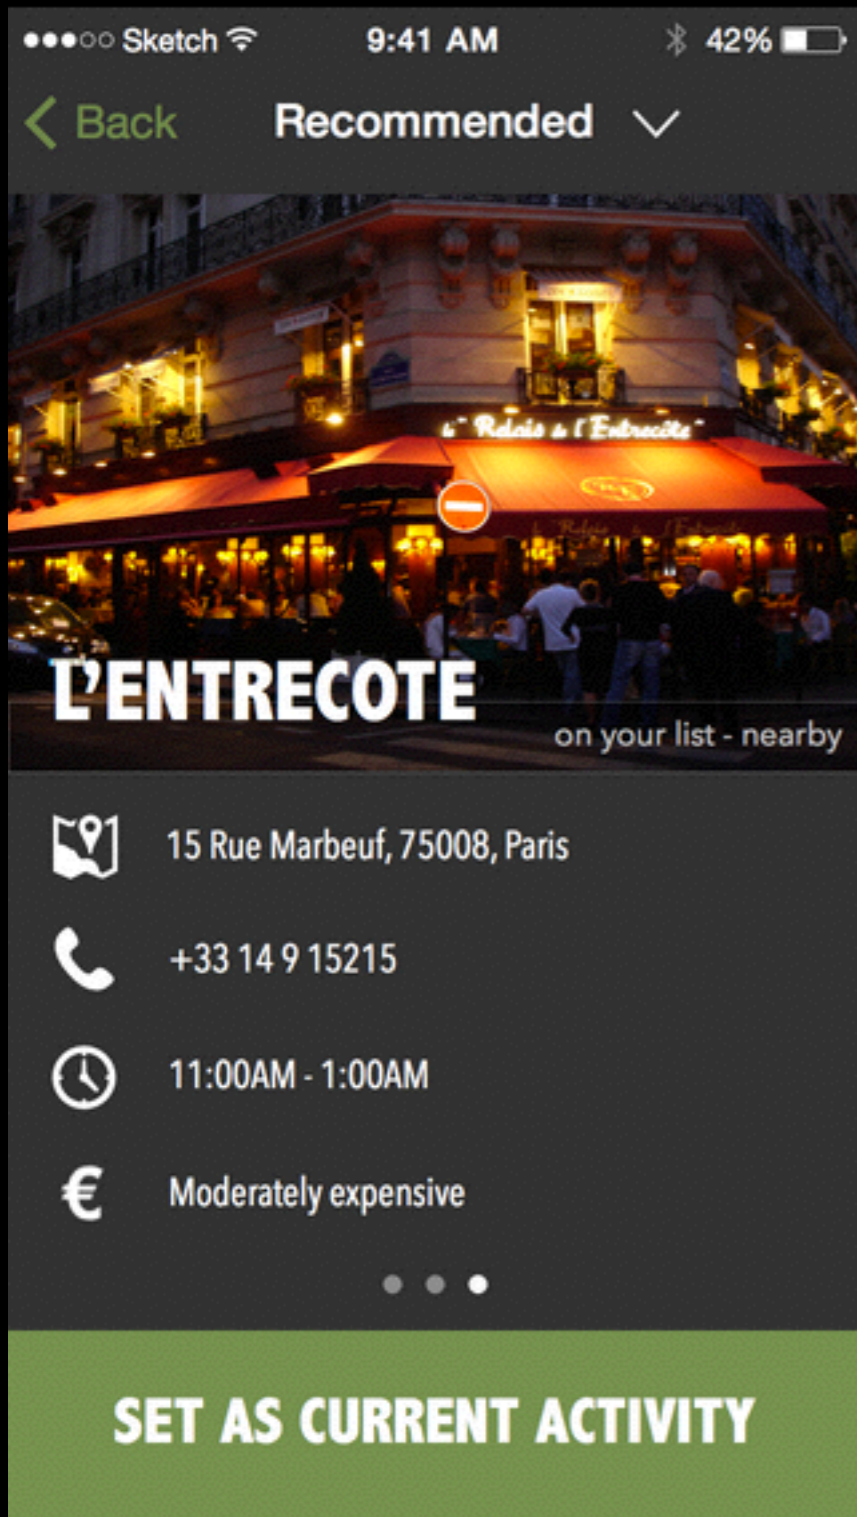 Sketch 9:41 AM 42%
Back Recommended
le Relais de l'Entrecôte
L'ENTRECOTE
on your list - nearby
15 Rue Marbeuf, 75008, Paris
+33 14 9 15215
11:00AM - 1:00AM
€ Moderately expensive
SET AS CURRENT ACTIVITY